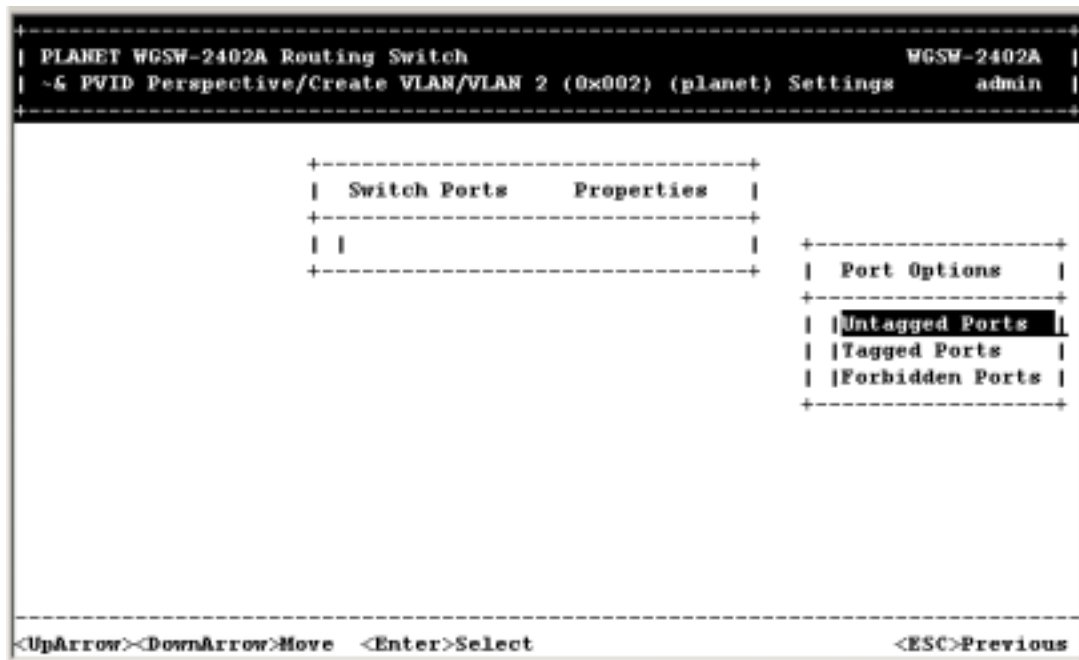 PLANET WGSW-2402A Routing Switch WGSW-2402A
~& PVID Perspective/Create VLAN/VLAN 2 (0x002) (planet) Settings admin
Switch Ports Properties
Port Options
Untagged Ports
Tagged Ports
Forbidden Ports
<UpArrow><DownArrow>Move <Enter>Select <ESC>Previous